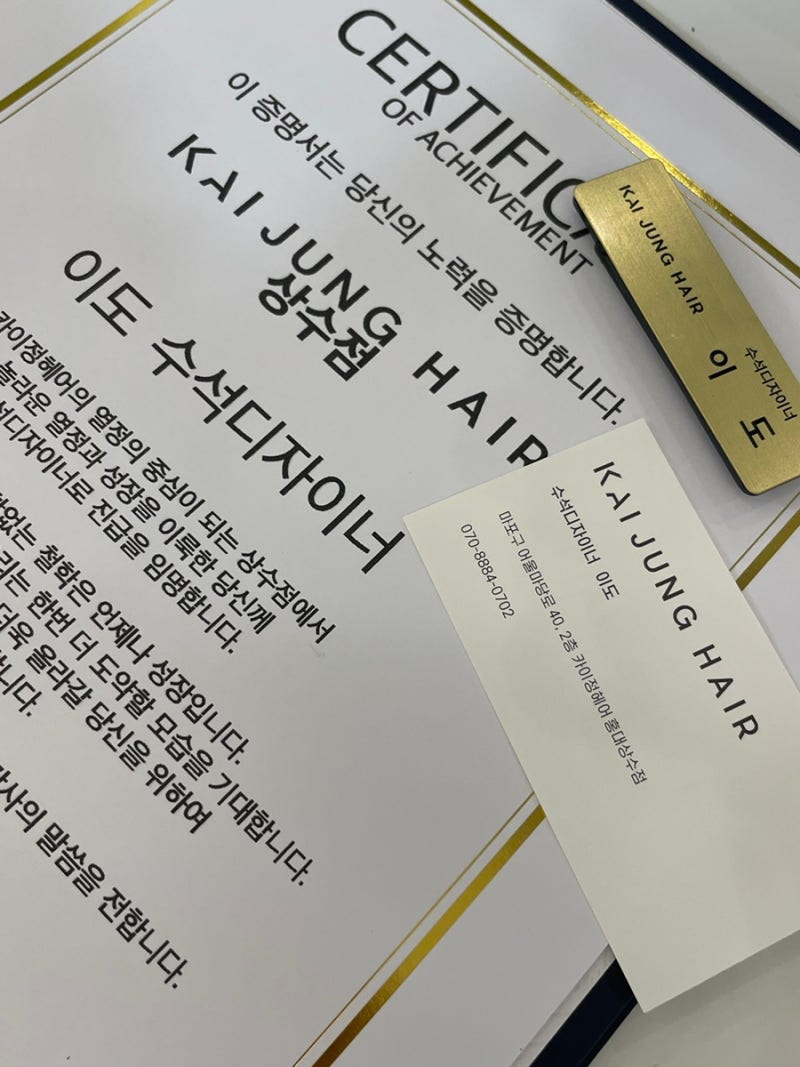 CERTIFICA
OF ACHIEVEMENT
이 증명서는 당신의 노력을 증명합니다.
KAI JUNG HAIR
상수점
이도 수석디자이너
카이정헤어의 열정의 중심이 되는 상수점에서
놀라운 열정과 성장을 이룩한 당신께
디자이너로 진급을 임명합니다.
없는 철학은 언제나 성장입니다.
는 한번 더 도약할 모습을 기대합니다.
더욱 올라갈 당신을 위하여
니다.
감사의 말씀을 전합니다.
KAI JUNG HAIR
수석디자이너
이 도
KAI JUNG HAIR
수석디자이너 이도
마포구 어울마당로 40, 2층 카이정헤어 홍대상수점
070-8884-0702